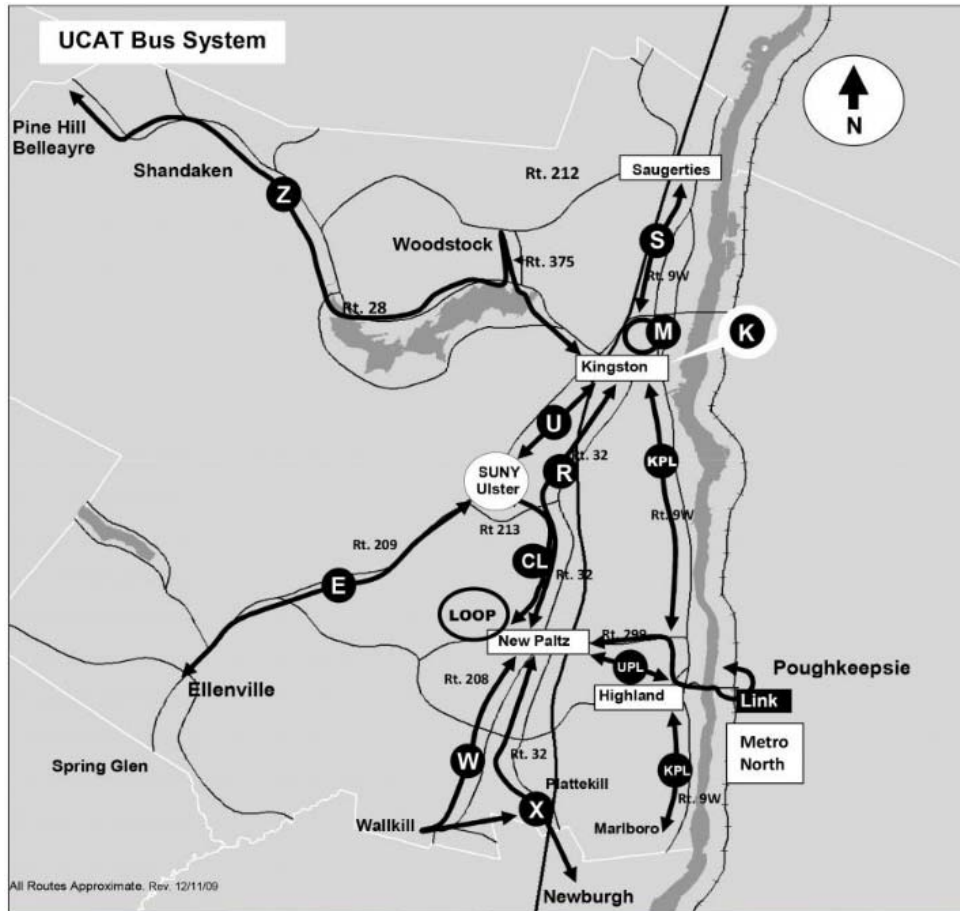 UCAT Bus System
N
Pine Hill
Belleayre
Shandaken
Z
Rt. 212
Saugerties
Woodstock
S
Rt. 375
Rt. 9W
Rt. 28
M
K
Kingston
U
Rt. 32
R
KPL
SUNY
Ulster
Rt. 9W
Rt 213
Rt. 209
CL
Rt. 32
E
LOOP
New Paltz
Rt. 299
UPL
Poughkeepsie
Rt. 208
Ellenville
Highland
Link
Metro
North
Spring Glen
W
Rt. 32
KPL
Plattekill
Rt. 9W
X
Wallkill
Marlboro
All Routes Approximate. Rev. 12/11/09
Newburgh